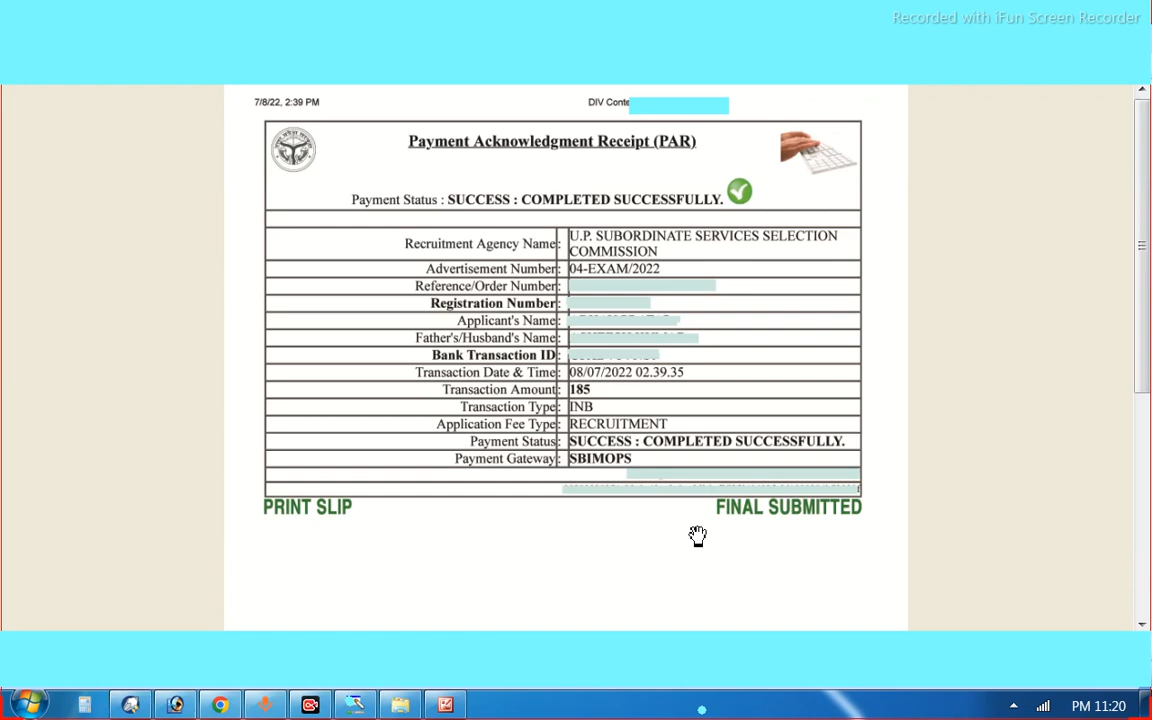 Recorded with iFun Screen Recorder
7/8/22, 2:39 PM
DIV Conte
Payment Acknowledgment Receipt (PAR)
Payment Status : SUCCESS : COMPLETED SUCCESSFULLY.
Recruitment Agency Name: U.P. SUBORDINATE SERVICES SELECTION
COMMISSION
Advertisement Number: 04-EXAM/2022
Reference/Order Number:
Registration Number:
Applicant's Name:
Father's/Husband's Name:
Bank Transaction ID:
Transaction Date & Time: 08/07/2022 02.39.35
Transaction Amount: 185
Transaction Type: INB
Application Fee Type: RECRUITMENT
Payment Status: SUCCESS : COMPLETED SUCCESSFULLY.
Payment Gateway: SBIMOPS
PRINT SLIP FINAL SUBMITTED
PM 11:20